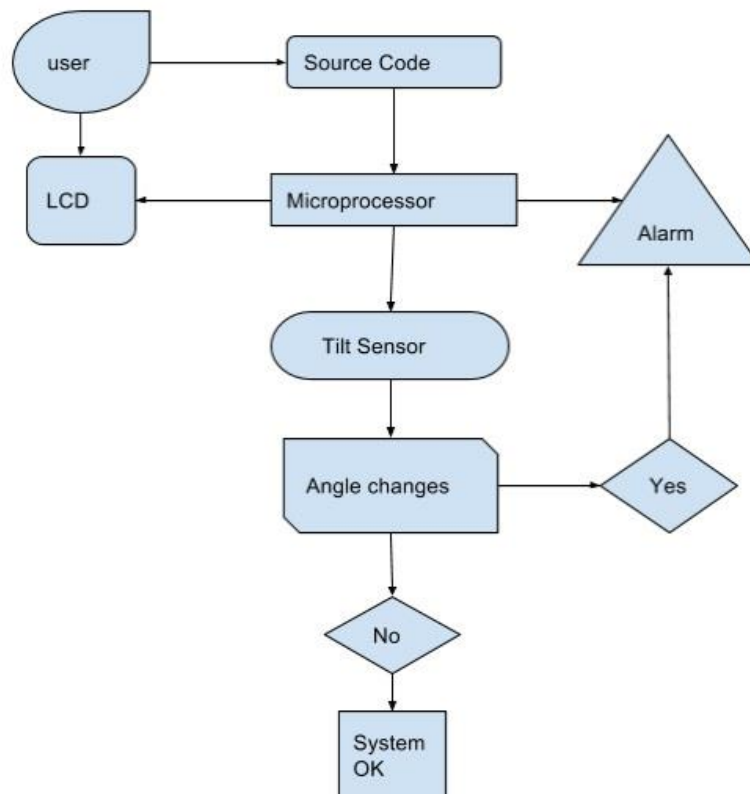 user
Source Code
LCD
Microprocessor
Alarm
Tilt Sensor
Angle changes
Yes
No
System
OK